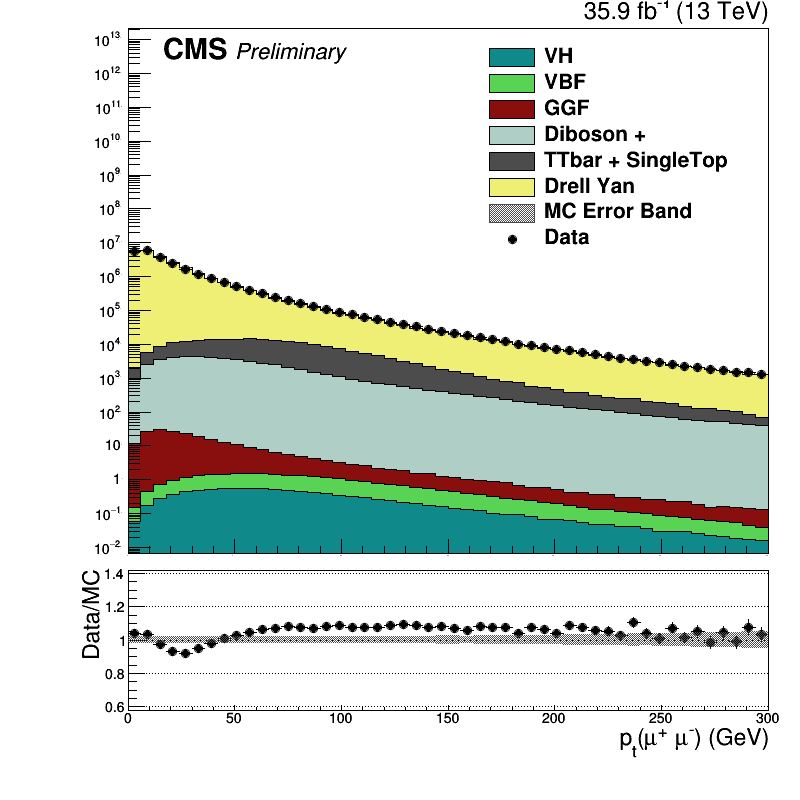 35.9 fb⁻¹ (13 TeV)
CMS Preliminary
VH
VBF
GGF
Diboson +
TTbar + SingleTop
Drell Yan
MC Error Band
Data
10¹³
10¹²
10¹¹
10¹⁰
10⁹
10⁸
10⁷
10⁶
10⁵
10⁴
10³
10²
10
1
10⁻¹
10⁻²
Data/MC
1.4
1.2
1
0.8
0.6
0 50 100 150 200 250 300
pₜ(μ⁺ μ⁻) (GeV)